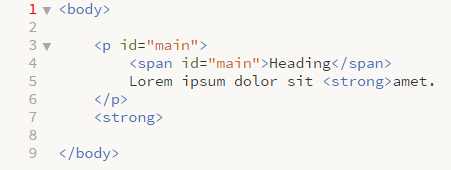 1 ▼ <body>
2
3 ▼ <p id="main">
4 <span id="main">Heading</span>
5 Lorem ipsum dolor sit <strong>amet.
6 </p>
7 <strong>
8
9 </body>